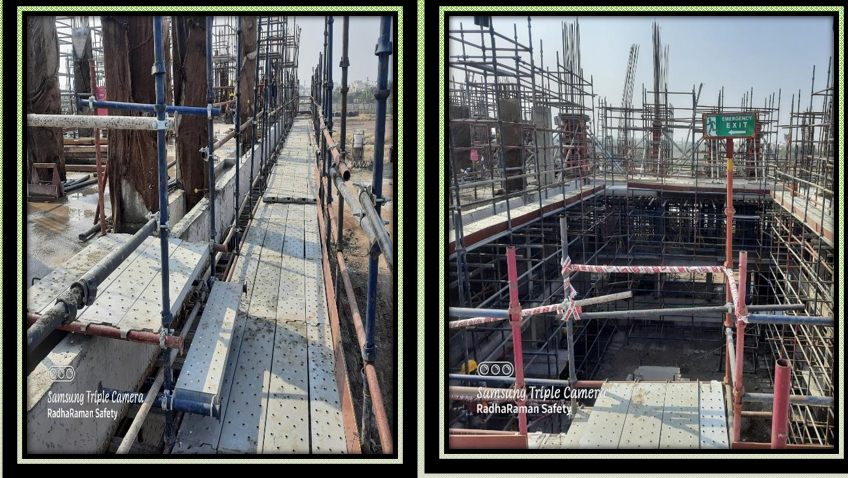 Samsung Triple Camera
RadhaRaman Safety
EMERGENCY
EXIT
Samsung Triple Camera
RadhaRaman Safety